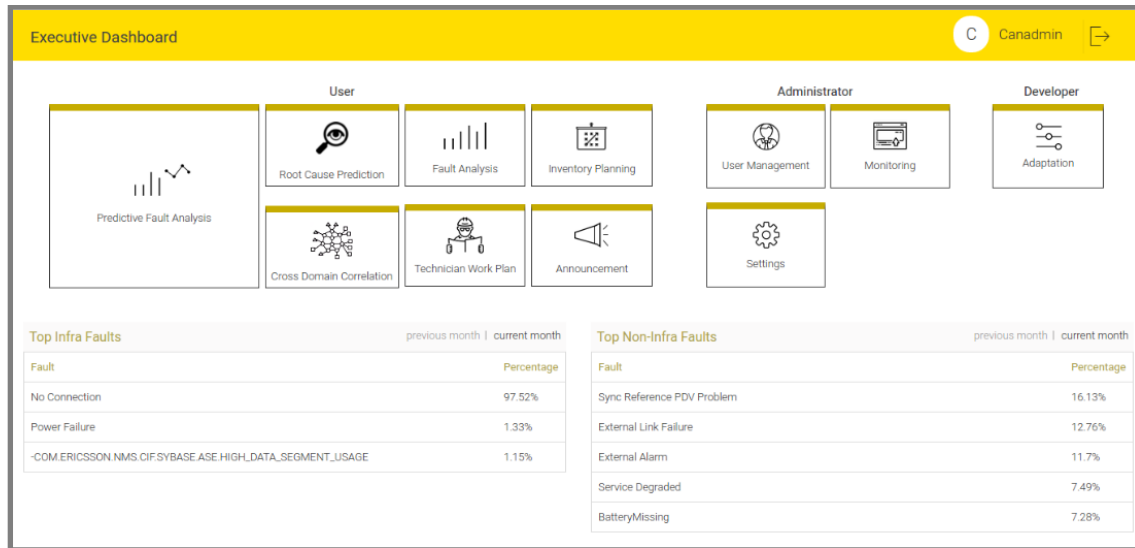 Executive Dashboard
C Canadmin
User
Administrator
Developer
Predictive Fault Analysis
Root Cause Prediction
Fault Analysis
Inventory Planning
User Management
Monitoring
Adaptation
Cross Domain Correlation
Technician Work Plan
Announcement
Settings
Top Infra Faults
previous month | current month
Fault Percentage
No Connection 97.52%
Power Failure 1.33%
-COM.ERICSSON.NMS.CIF.SYBASE.ASE.HIGH_DATA_SEGMENT_USAGE 1.15%
Top Non-Infra Faults
previous month | current month
Fault Percentage
Sync Reference PDV Problem 16.13%
External Link Failure 12.76%
External Alarm 11.7%
Service Degraded 7.49%
BatteryMissing 7.28%